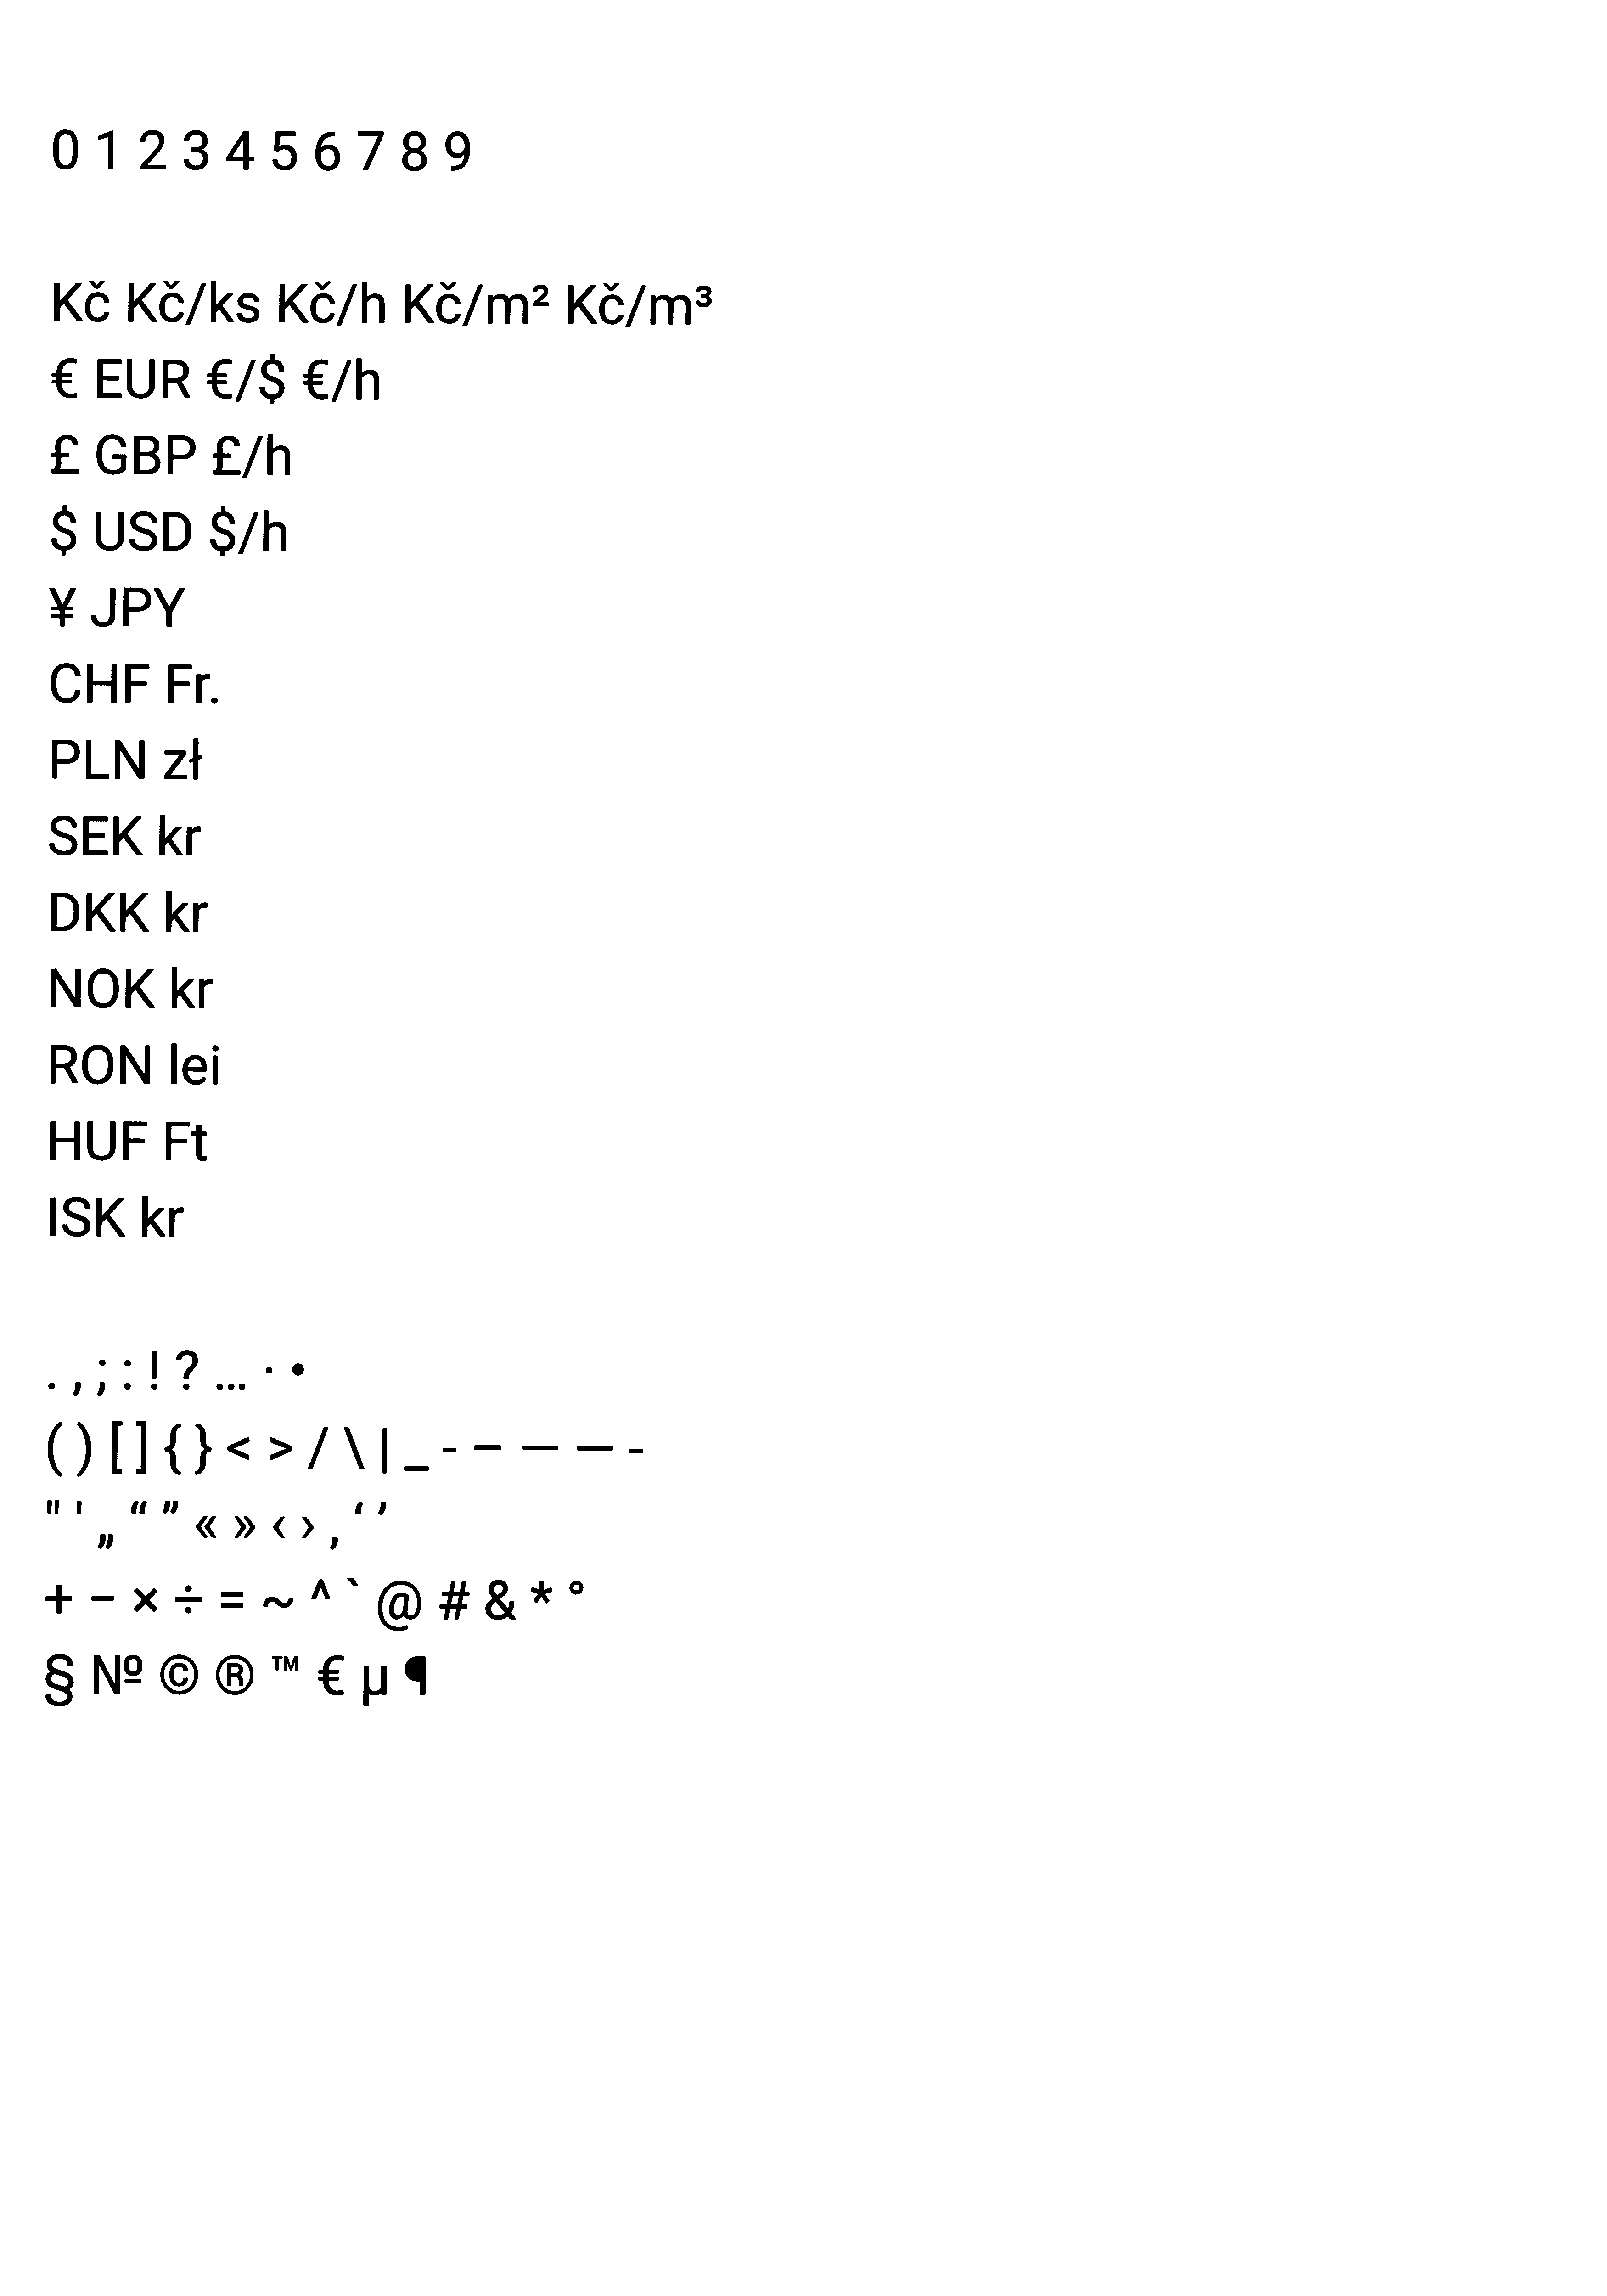 0 1 2 3 4 5 6 7 8 9
Kč Kč/ks Kč/h Kč/m² Kč/m³
€ EUR €/$ €/h
£ GBP £/h
$ USD $/h
¥ JPY
CHF Fr.
PLN zł
SEK kr
DKK kr
NOK kr
RON lei
HUF Ft
ISK kr
. , ; : ! ? … · •
( ) [ ] { } < > / \ | _ - – — — -
" ' „ “ ” « » ‹ › ‚ ‘ ’
+ − × ÷ = ~ ^ ` @ # & * °
§ № © ® ™ € µ ¶